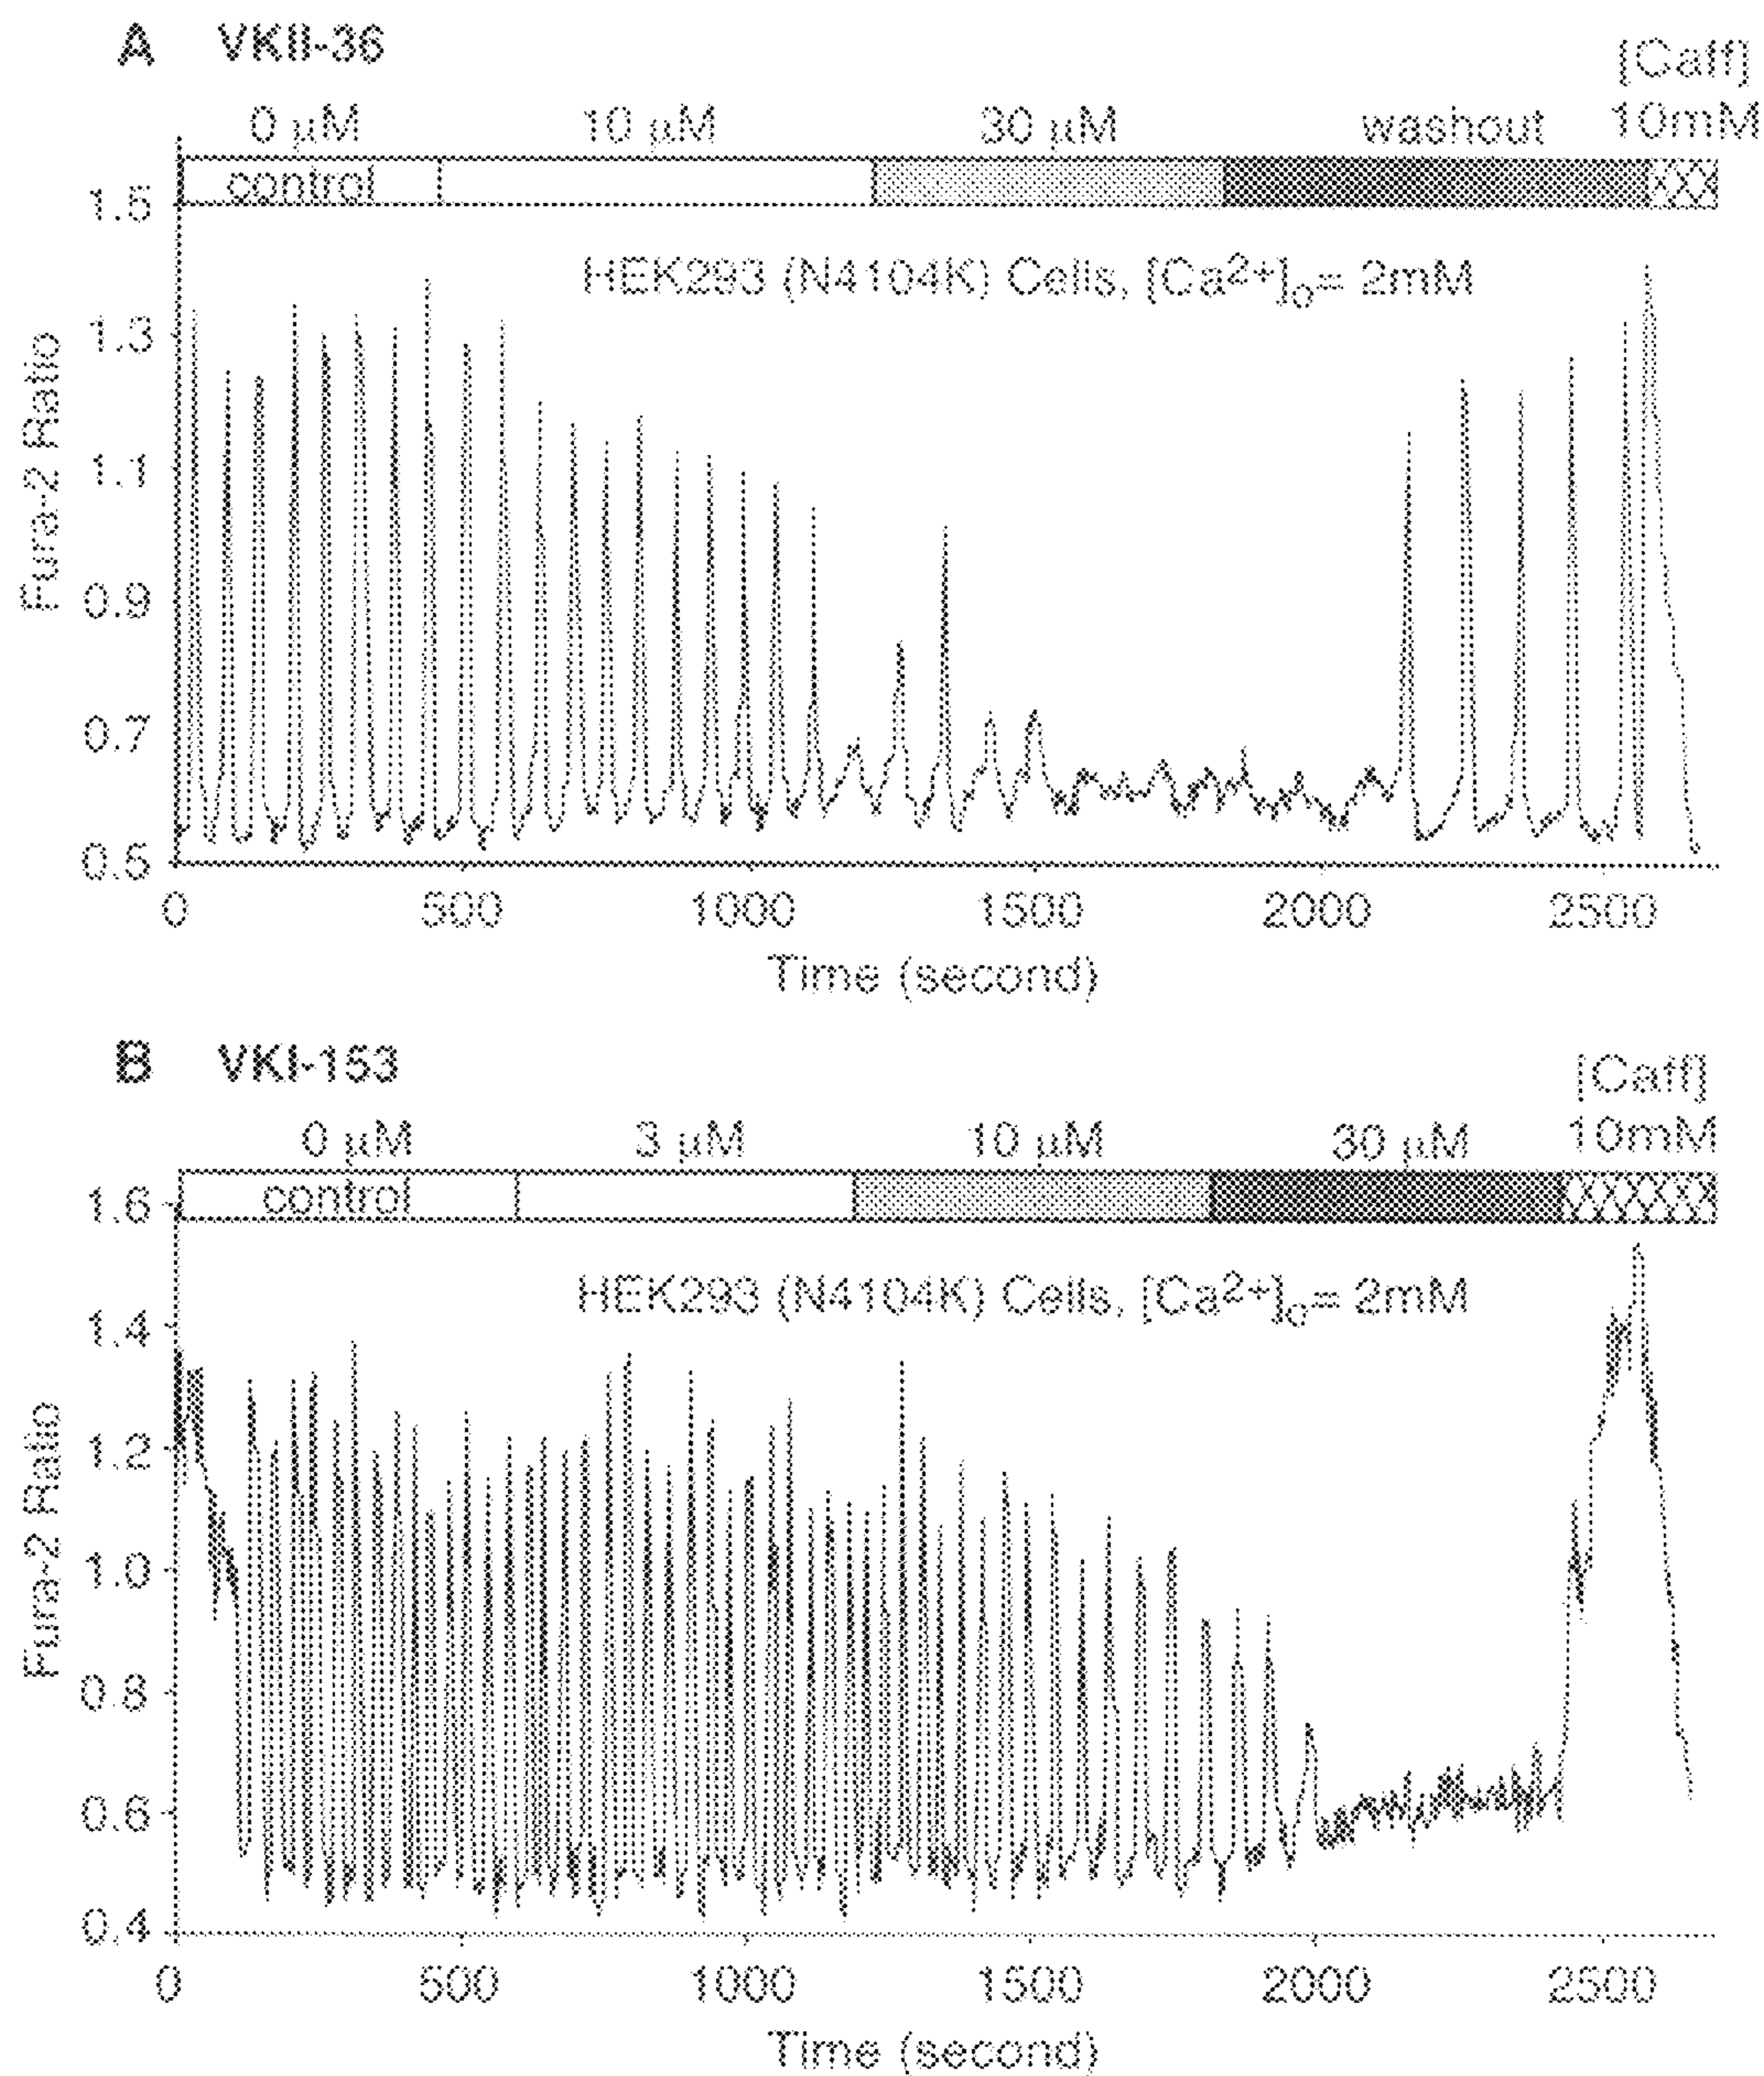 A VKII-36
[Caff]
0 µM 10 µM 30 µM washout 10mM
control
HEK293 (N4104K) Cells, [Ca2+]o= 2mM
Fura-2 Ratio
1.5
1.3
1.1
0.9
0.7
0.5
0 500 1000 1500 2000 2500
Time (second)
B VKI-153
[Caff]
0 µM 3 µM 10 µM 30 µM 10mM
control
HEK293 (N4104K) Cells, [Ca2+]o= 2mM
Fura-2 Ratio
1.6
1.4
1.2
1.0
0.8
0.6
0.4
0 500 1000 1500 2000 2500
Time (second)